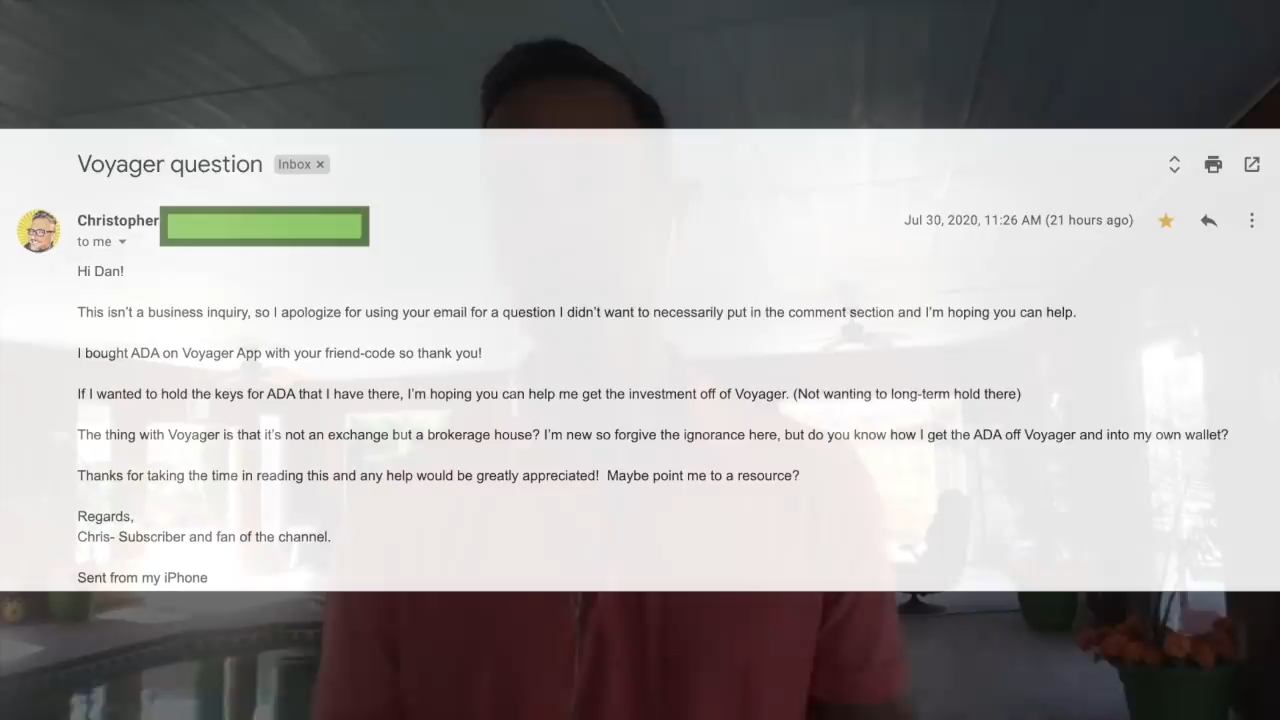 Voyager question Inbox ×
Christopher
Jul 30, 2020, 11:26 AM (21 hours ago)
to me
Hi Dan!
This isn't a business inquiry, so I apologize for using your email for a question I didn't want to necessarily put in the comment section and I'm hoping you can help.
I bought ADA on Voyager App with your friend-code so thank you!
If I wanted to hold the keys for ADA that I have there, I'm hoping you can help me get the investment off of Voyager. (Not wanting to long-term hold there)
The thing with Voyager is that it's not an exchange but a brokerage house? I'm new so forgive the ignorance here, but do you know how I get the ADA off Voyager and into my own wallet?
Thanks for taking the time in reading this and any help would be greatly appreciated!  Maybe point me to a resource?
Regards,
Chris- Subscriber and fan of the channel.
Sent from my iPhone